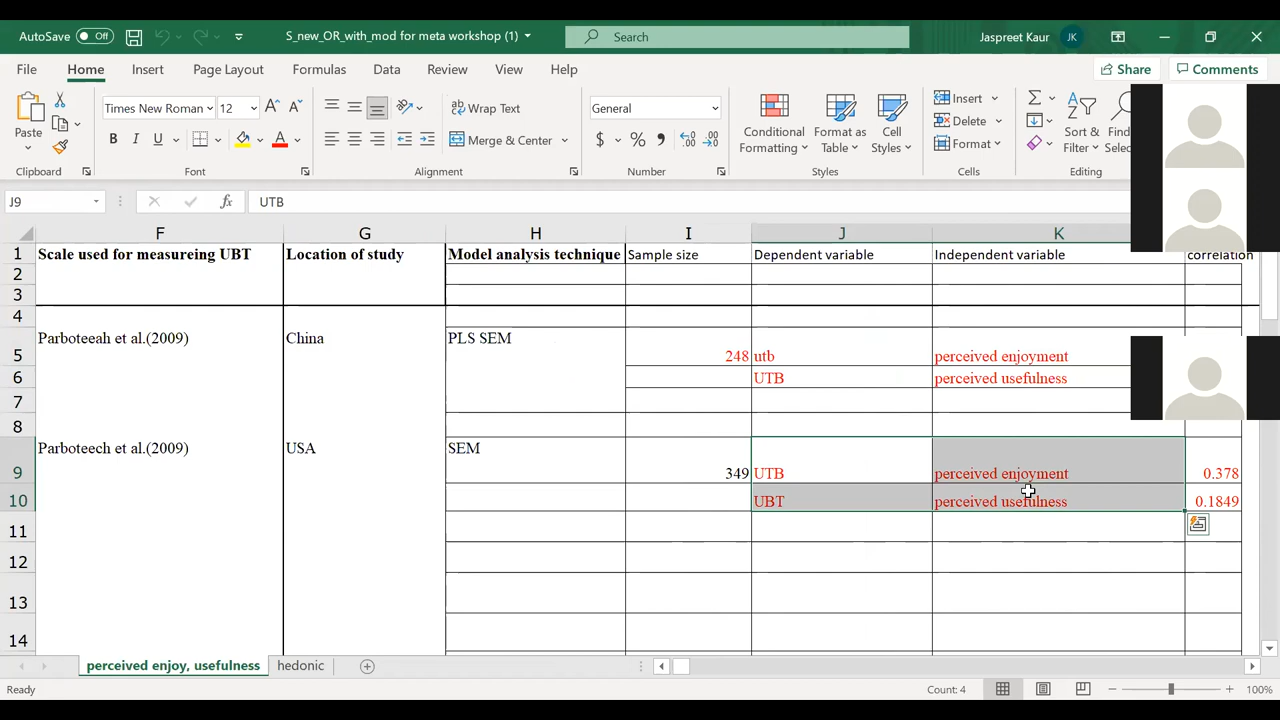 AutoSave Off S_new_OR_with_mod for meta workshop (1) Search Jaspreet Kaur JK
File Home Insert Page Layout Formulas Data Review View Help Share Comments
Times New Roman 12 Wrap Text General Insert
Paste B I U A Merge & Center $ % Conditional Formatting Format as Table Cell Styles Delete Sort & Filter
Format
Clipboard Font Alignment Number Styles Cells Editing
J9 fx UTB
F G H I J K
1 Scale used for measureing UBT Location of study Model analysis technique Sample size Dependent variable Independent variable correlation
2
3
4
5 Parboteeah et al.(2009) China PLS SEM 248 utb perceived enjoyment
6 UTB perceived usefulness
7
8
9 Parboteech et al.(2009) USA SEM 349 UTB perceived enjoyment 0.378
10 UBT perceived usefulness 0.1849
11
12
13
14
perceived enjoy, usefulness hedonic
Ready Count: 4 100%